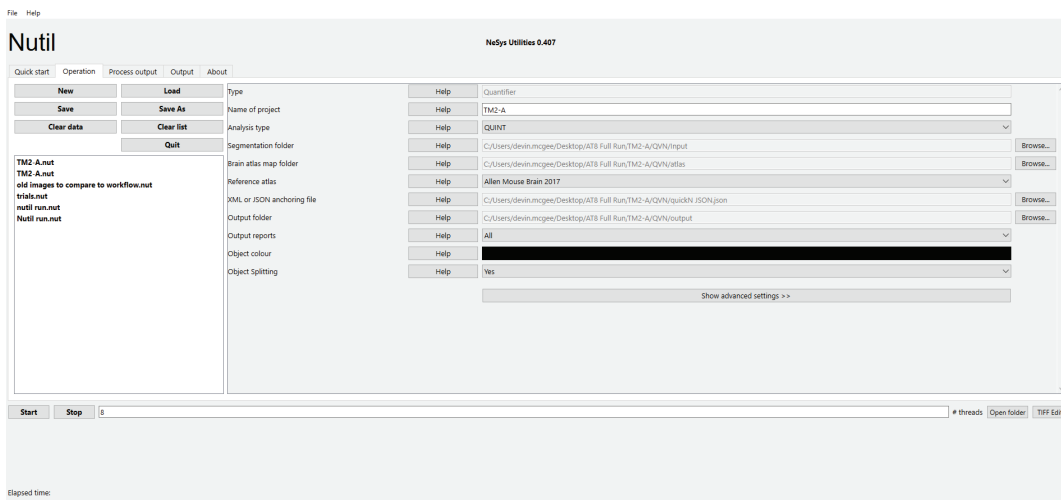 File Help
Nutil
NeSys Utilities 0.407
Quick start Operation Process output Output About
New Load
Save Save As
Clear data Clear list
Quit
TM2-A.nut
TM2-A.nut
old images to compare to workflow.nut
trials.nut
nutil run.nut
Nutil run.nut
Type Help Quantifier
Name of project Help TM2-A
Analysis type Help QUINT
Segmentation folder Help C:/Users/devin.mcgee/Desktop/AT8 Full Run/TM2-A/QVN/Input Browse...
Brain atlas map folder Help C:/Users/devin.mcgee/Desktop/AT8 Full Run/TM2-A/QVN/atlas Browse...
Reference atlas Help Allen Mouse Brain 2017
XML or JSON anchoring file Help C:/Users/devin.mcgee/Desktop/AT8 Full Run/TM2-A/QVN/quickN JSON.json Browse...
Output folder Help C:/Users/devin.mcgee/Desktop/AT8 Full Run/TM2-A/QVN/output Browse...
Output reports Help All
Object colour Help
Object Splitting Help Yes
Show advanced settings >>
Start Stop 8 # threads Open folder TIFF Edi
Elapsed time: